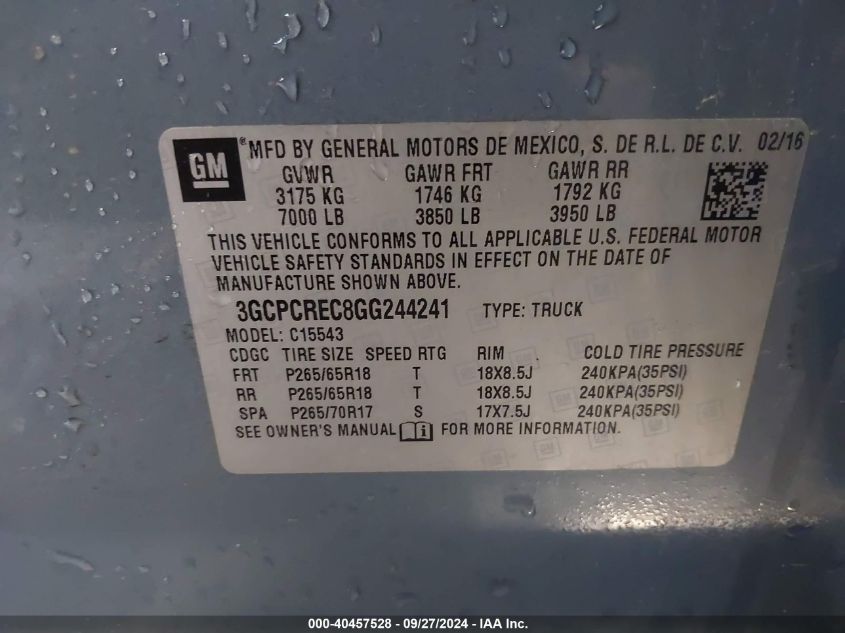 GM ® MFD BY GENERAL MOTORS DE MEXICO, S. DE R.L. DE C.V. 02/16
GVWR GAWR FRT GAWR RR
3175 KG 1746 KG 1792 KG
7000 LB 3850 LB 3950 LB
THIS VEHICLE CONFORMS TO ALL APPLICABLE U.S. FEDERAL MOTOR
VEHICLE SAFETY STANDARDS IN EFFECT ON THE DATE OF
MANUFACTURE SHOWN ABOVE.
3GCPCREC8GG244241 TYPE: TRUCK
MODEL: C15543
CDGC TIRE SIZE SPEED RTG RIM COLD TIRE PRESSURE
FRT P265/65R18 T 18X8.5J 240KPA(35PSI)
RR P265/65R18 T 18X8.5J 240KPA(35PSI)
SPA P265/70R17 S 17X7.5J 240KPA(35PSI)
SEE OWNER'S MANUAL i FOR MORE INFORMATION.
000-40457528 - 09/27/2024 - IAA Inc.